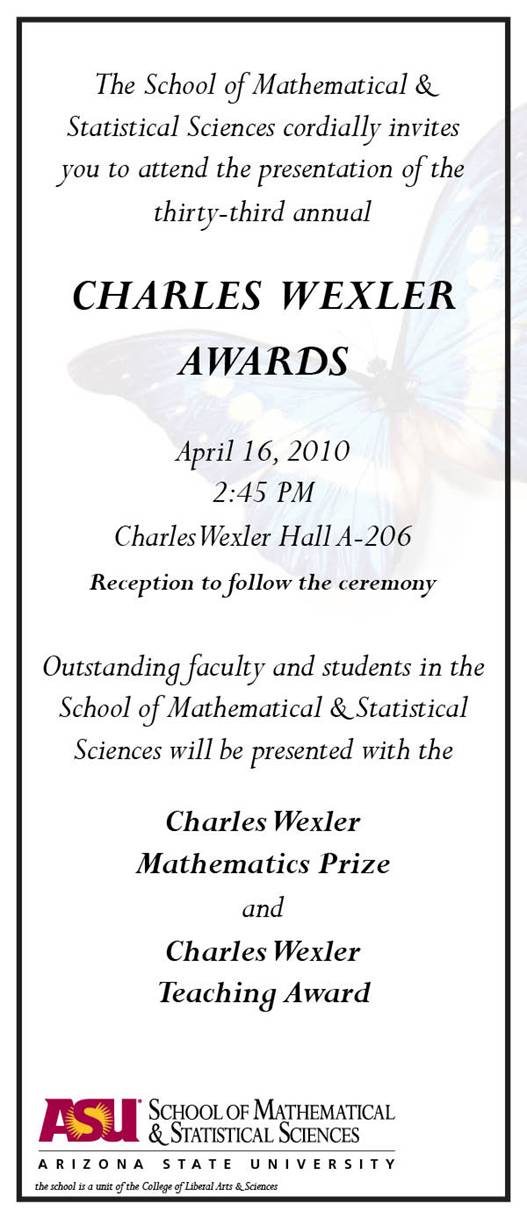 The School of Mathematical &
Statistical Sciences cordially invites
you to attend the presentation of the
thirty-third annual
CHARLES WEXLER
AWARDS
April 16, 2010
2:45 PM
Charles Wexler Hall A-206
Reception to follow the ceremony
Outstanding faculty and students in the
School of Mathematical & Statistical
Sciences will be presented with the
Charles Wexler
Mathematics Prize
and
Charles Wexler
Teaching Award
ASU SCHOOL OF MATHEMATICAL
& STATISTICAL SCIENCES
ARIZONA STATE UNIVERSITY
the school is a unit of the College of Liberal Arts & Sciences